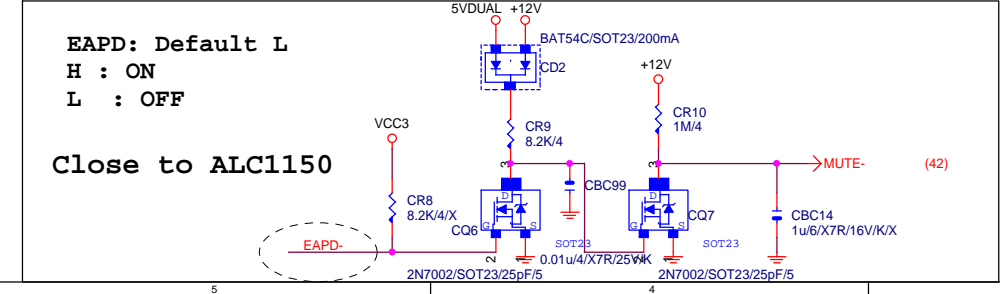 5VDUAL +12V
EAPD: Default L
H : ON
L : OFF
BAT54C/SOT23/200mA
CD2
+12V
CR9
8.2K/4
CR10
1M/4
VCC3
Close to ALC1150
3
3
MUTE-
(42)
CR8
8.2K/4/X
D
D
CBC99
CQ6
G
S
G
S
CQ7
CBC14
1u/6/X7R/16V/K/X
EAPD-
SOT23
SOT23
2
1
0.01u/4/X7R/25V/K
2
1
2N7002/SOT23/25pF/5
2N7002/SOT23/25pF/5
5
4